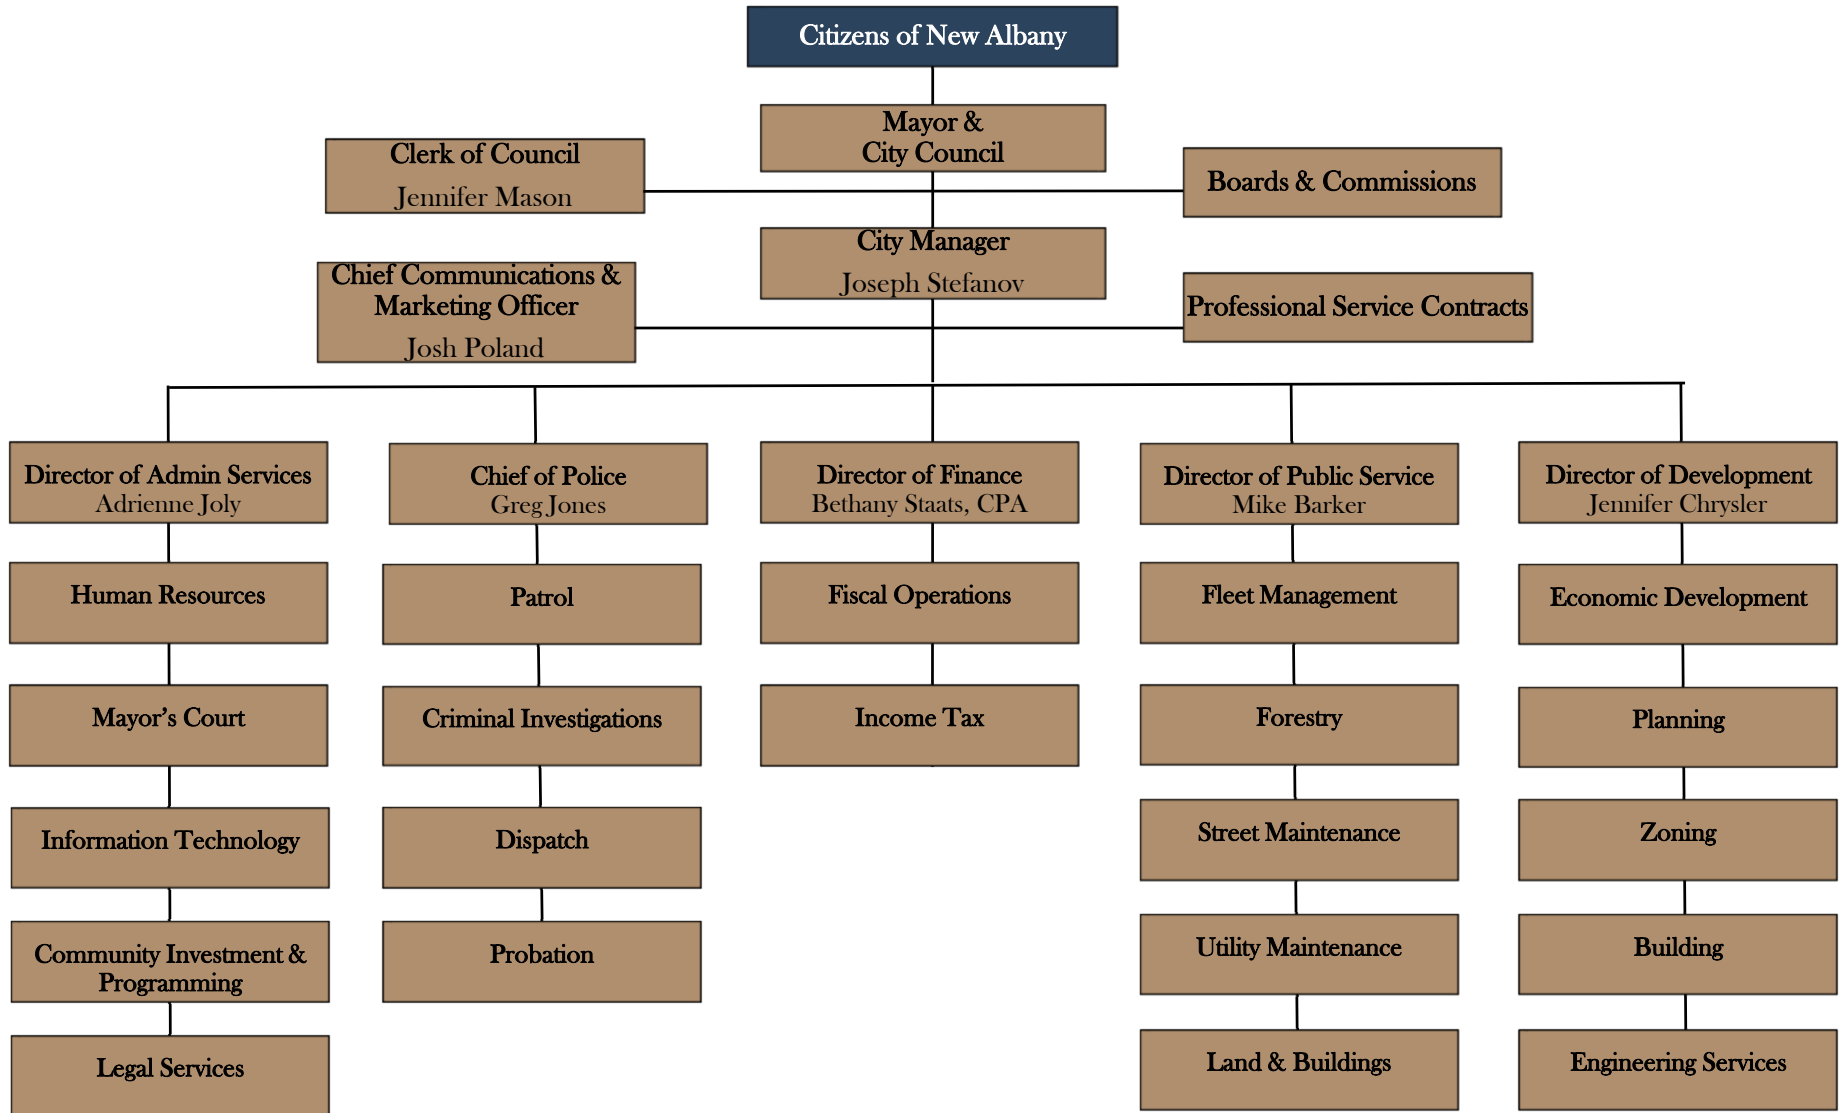 Citizens of New Albany
Mayor &
City Council
Clerk of Council
Jennifer Mason
Boards & Commissions
City Manager
Joseph Stefanov
Chief Communications &
Marketing Officer
Josh Poland
Professional Service Contracts
Director of Admin Services
Adrienne Joly
Human Resources
Mayor’s Court
Information Technology
Community Investment &
Programming
Legal Services
Chief of Police
Greg Jones
Patrol
Criminal Investigations
Dispatch
Probation
Director of Finance
Bethany Staats, CPA
Fiscal Operations
Income Tax
Director of Public Service
Mike Barker
Fleet Management
Forestry
Street Maintenance
Utility Maintenance
Land & Buildings
Director of Development
Jennifer Chrysler
Economic Development
Planning
Zoning
Building
Engineering Services